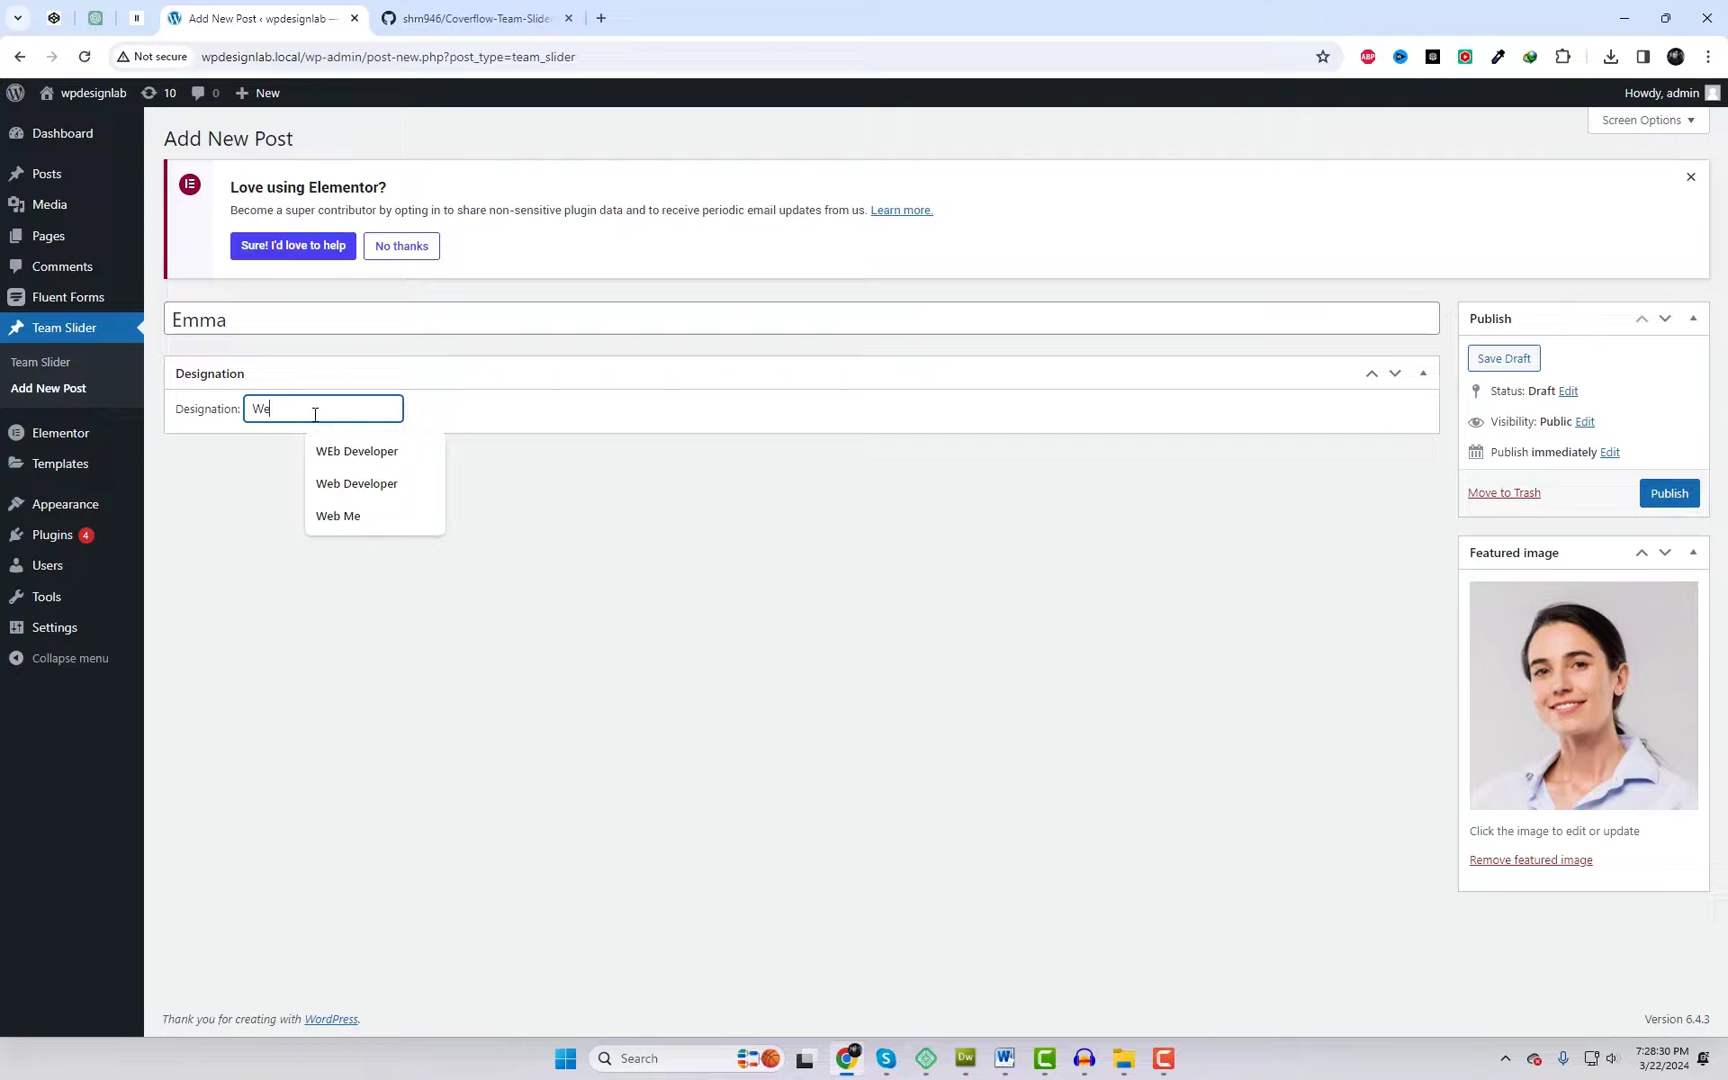 Add New Post ‹ wpdesignlab —
shrn946/Coverflow-Team-Slide
Not secure
wpdesignlab.local/wp-admin/post-new.php?post_type=team_slider
wpdesignlab
10
0
New
Howdy, admin
Dashboard
Posts
Media
Pages
Comments
Fluent Forms
Team Slider
Team Slider
Add New Post
Elementor
Templates
Appearance
Plugins 4
Users
Tools
Settings
Collapse menu
Screen Options
Add New Post
Love using Elementor?
Become a super contributor by opting in to share non-sensitive plugin data and to receive periodic email updates from us. Learn more.
Sure! I'd love to help
No thanks
Emma
Designation
Designation: We
WEb Developer
Web Developer
Web Me
Publish
Save Draft
Status: Draft Edit
Visibility: Public Edit
Publish immediately Edit
Move to Trash
Publish
Featured image
Click the image to edit or update
Remove featured image
Thank you for creating with WordPress.
Version 6.4.3
Search
Dw
7:28:30 PM
3/22/2024